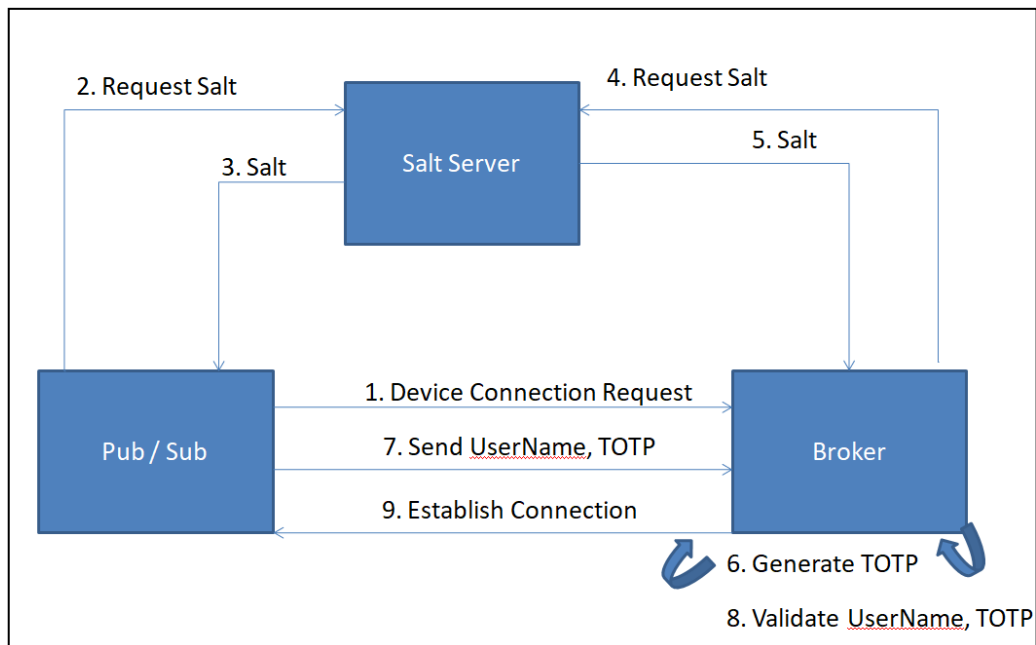 2. Request Salt
4. Request Salt
Salt Server
5. Salt
3. Salt
1. Device Connection Request
Pub / Sub
7. Send UserName, TOTP
Broker
9. Establish Connection
6. Generate TOTP
8. Validate UserName, TOTP